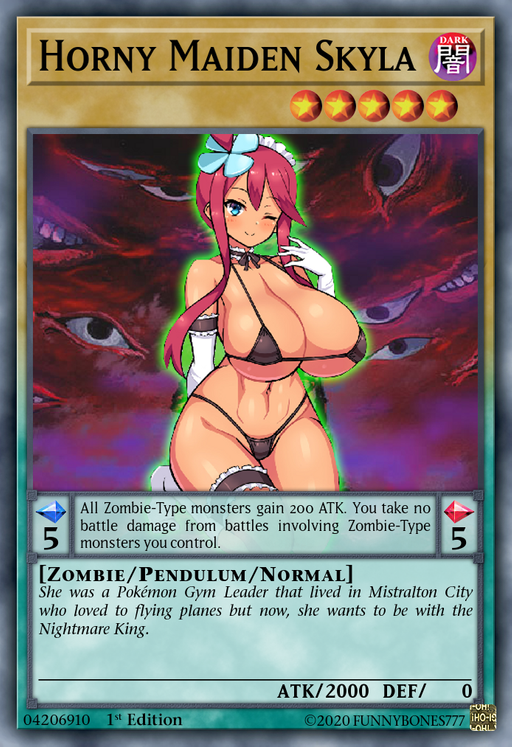 Horny Maiden Skyla
DARK
闇
All Zombie-Type monsters gain 200 ATK. You take no
battle damage from battles involving Zombie-Type
monsters you control.
5
5
[Zombie/Pendulum/Normal]
She was a Pokémon Gym Leader that lived in Mistralton City
who loved to flying planes but now, she wants to be with the
Nightmare King.
ATK/2000 DEF/ 0
04206910 1st Edition
©2020 FUNNYBONES777